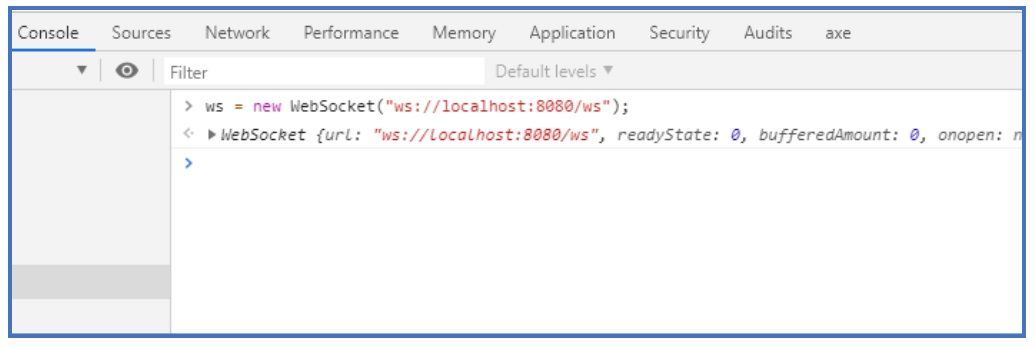 Console Sources Network Performance Memory Application Security Audits axe
Filter Default levels ▼
> ws = new WebSocket("ws://localhost:8080/ws");
<· ▶WebSocket {url: "ws://localhost:8080/ws", readyState: 0, bufferedAmount: 0, onopen: n
>